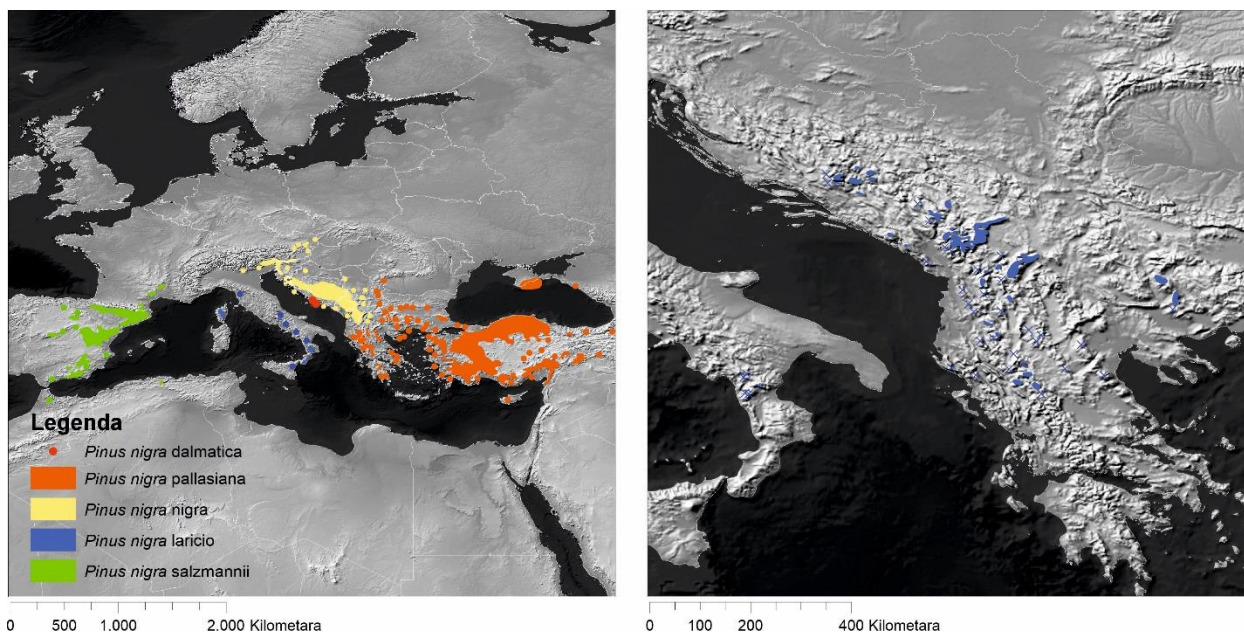 Legenda
Pinus nigra dalmatica
Pinus nigra pallasiana
Pinus nigra nigra
Pinus nigra laricio
Pinus nigra salzmannii
0 500 1.000 2.000 Kilometara
0 100 200 400 Kilometara